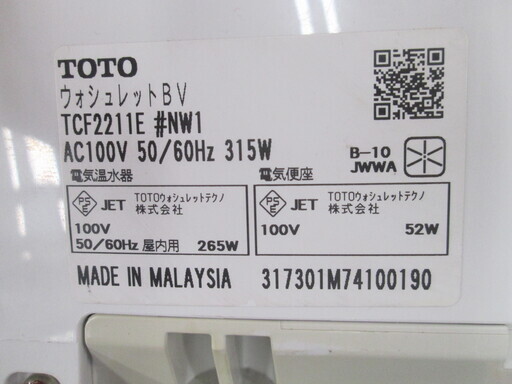 TOTO
ウォシュレットBV
TCF2211E #NW1
AC100V 50/60Hz 315W
B-10
JWWA
電気温水器
電気便座
PSE JET TOTOウォシュレットテクノ
株式会社
100V
50/60Hz 屋内用 265W
PSE JET TOTOウォシュレットテクノ
株式会社
100V 52W
MADE IN MALAYSIA 317301M74100190